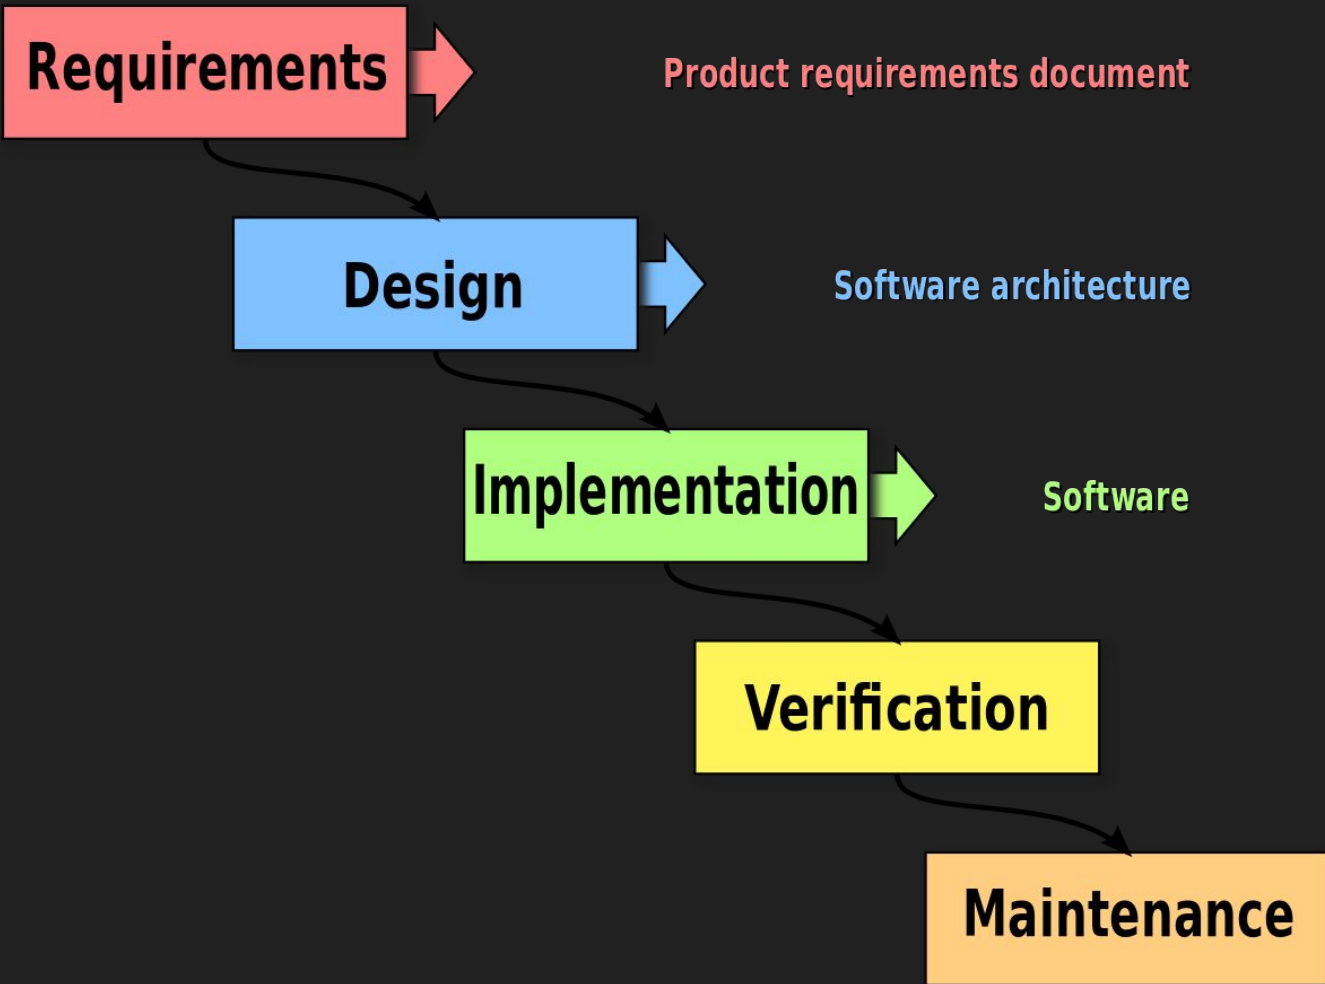 Requirements
Product requirements document
Design
Software architecture
Implementation
Software
Verification
Maintenance